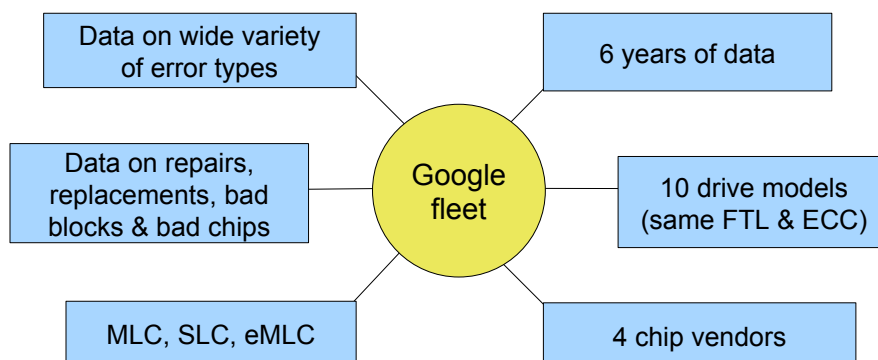 Data on wide variety
of error types
6 years of data
Data on repairs,
replacements, bad
blocks & bad chips
Google
fleet
10 drive models
(same FTL & ECC)
MLC, SLC, eMLC
4 chip vendors